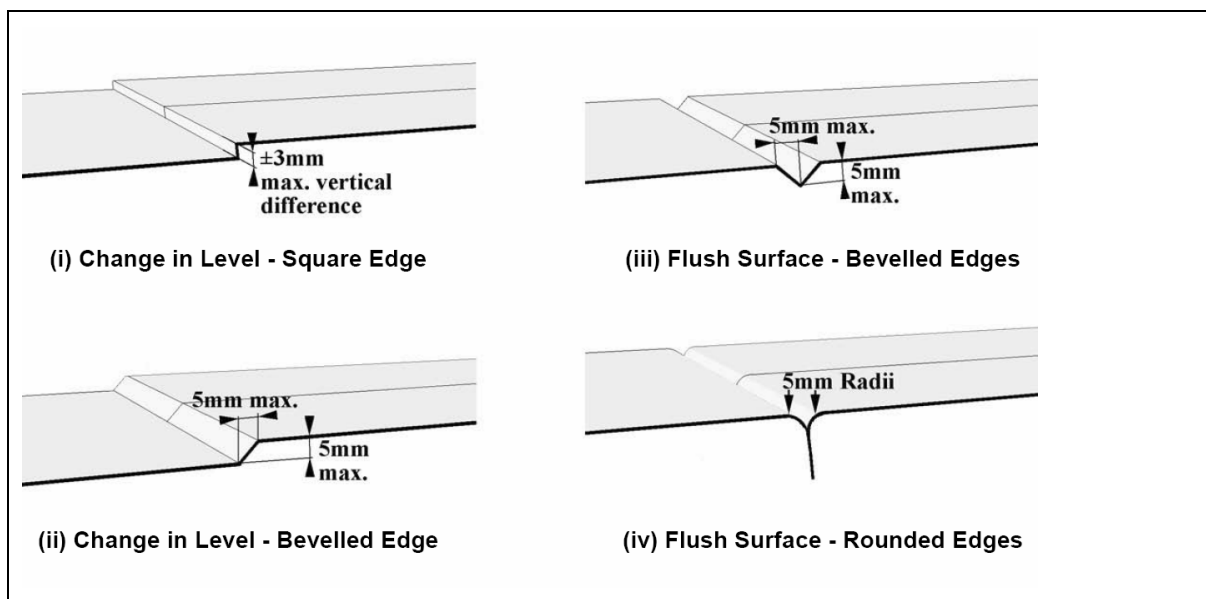 ±3mm
max. vertical
difference
(i) Change in Level - Square Edge
5mm max.
5mm
max.
(iii) Flush Surface - Bevelled Edges
5mm max.
5mm
max.
(ii) Change in Level - Bevelled Edge
5mm Radii
(iv) Flush Surface - Rounded Edges